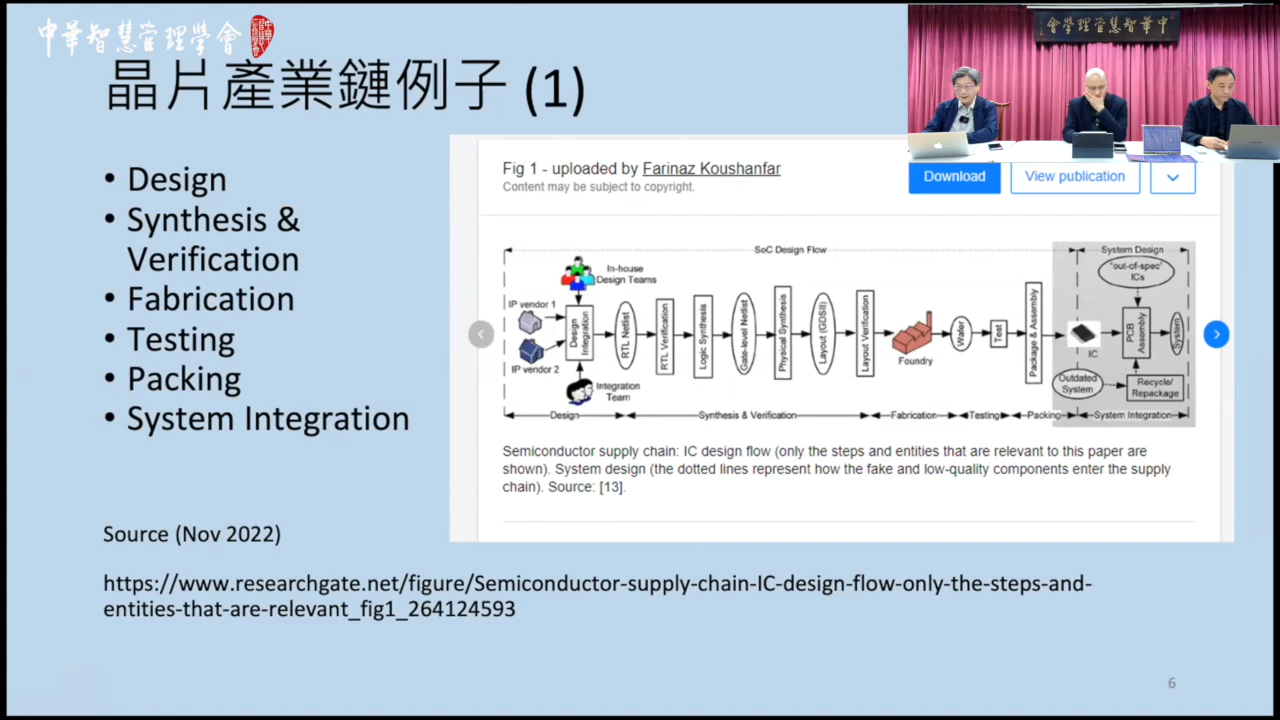 中華智慧管理學會
會學理管慧智華中
晶片產業鏈例子 (1)
• Design
• Synthesis &
Verification
• Fabrication
• Testing
• Packing
• System Integration
Fig 1 - uploaded by Farinaz Koushanfar
Content may be subject to copyright.
Download
View publication
SoC Design Flow
System Design
In-house
Design Teams
"out-of-spec"
ICs
IP vendor 1
IP vendor 2
Design
Integration
RTL Netlist
RTL Verification
Logic Synthesis
Gate-level Netlist
Physical Synthesis
Layout (GDSII)
Layout Verification
Foundry
Wafer
Test
Package & Assembly
IC
PCB
Assembly
System
Integration
Team
Outdated
System
Recycle/
Repackage
Design
Synthesis & Verification
Fabrication
Testing
Packing
System Integration
Semiconductor supply chain: IC design flow (only the steps and entities that are relevant to this paper are
shown). System design (the dotted lines represent how the fake and low-quality components enter the supply
chain). Source: [13].
Source (Nov 2022)
https://www.researchgate.net/figure/Semiconductor-supply-chain-IC-design-flow-only-the-steps-and-
entities-that-are-relevant_fig1_264124593
6